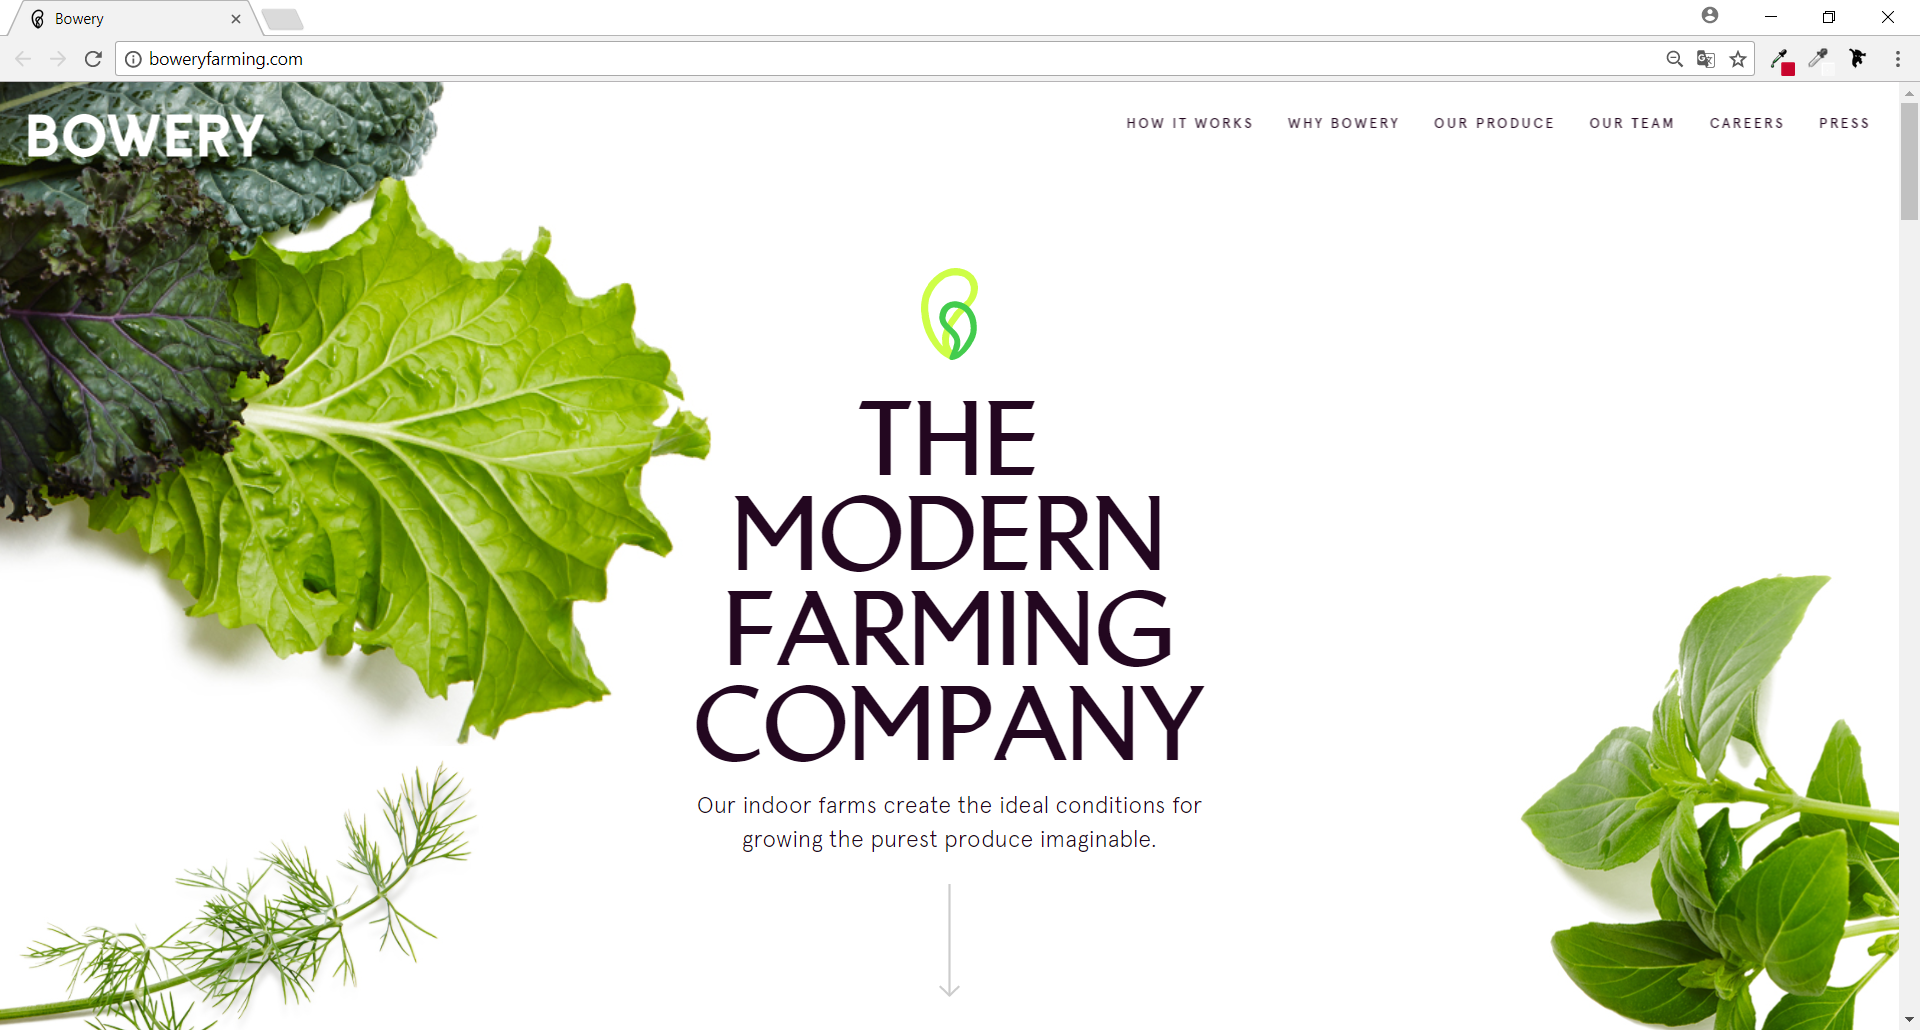 Bowery
boweryfarming.com
BOWERY
HOW IT WORKS WHY BOWERY OUR PRODUCE OUR TEAM CAREERS PRESS
THE
MODERN
FARMING
COMPANY
Our indoor farms create the ideal conditions for
growing the purest produce imaginable.